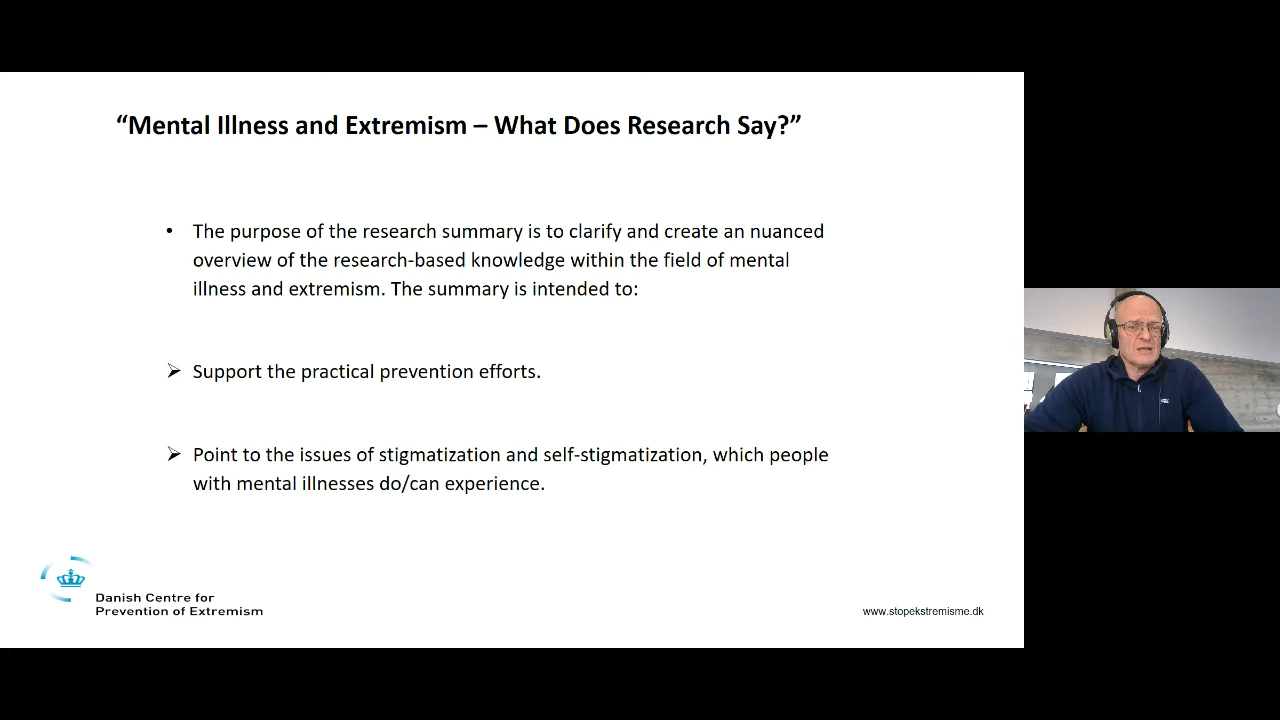 “Mental Illness and Extremism – What Does Research Say?”
• The purpose of the research summary is to clarify and create an nuanced
overview of the research-based knowledge within the field of mental
illness and extremism. The summary is intended to:
➢ Support the practical prevention efforts.
➢ Point to the issues of stigmatization and self-stigmatization, which people
with mental illnesses do/can experience.
Danish Centre for
Prevention of Extremism
www.stopekstremisme.dk